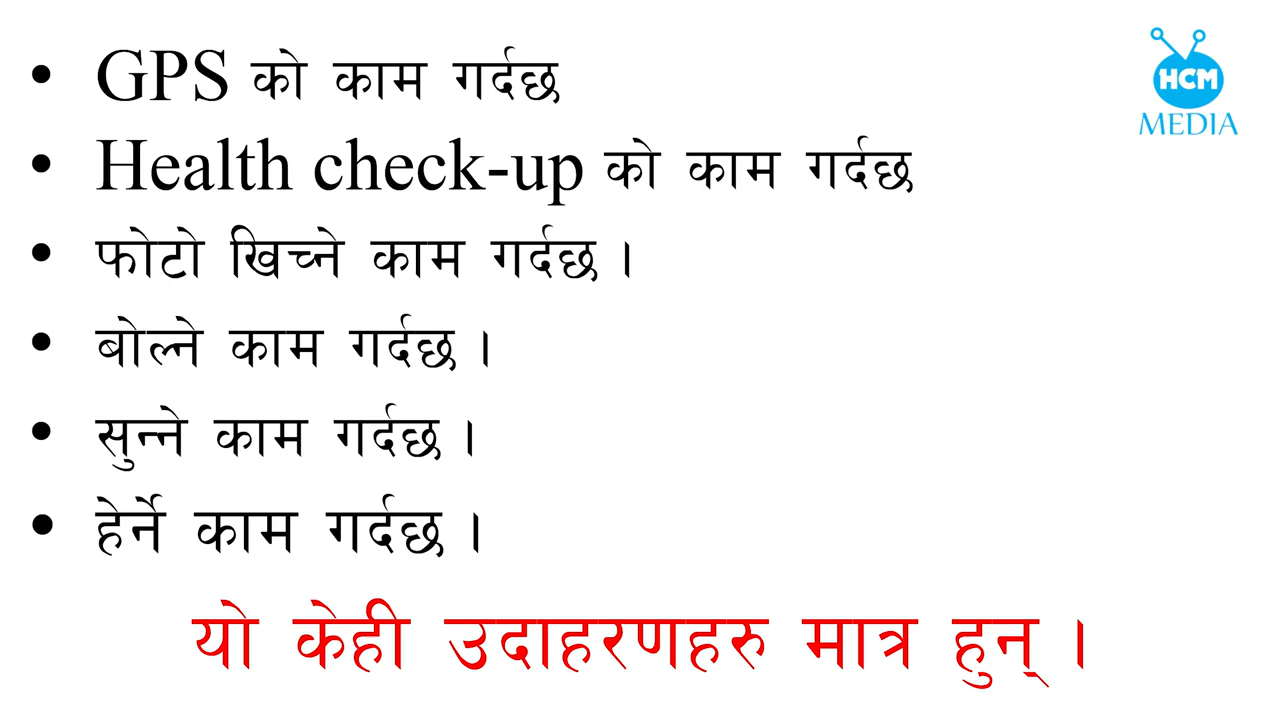 • GPS को काम गर्दछ
• Health check-up को काम गर्दछ
• फोटो खिच्ने काम गर्दछ ।
• बोल्ने काम गर्दछ ।
• सुन्ने काम गर्दछ ।
• हेर्ने काम गर्दछ ।
यो केही उदाहरणहरु मात्र हुन् ।
HCM
MEDIA